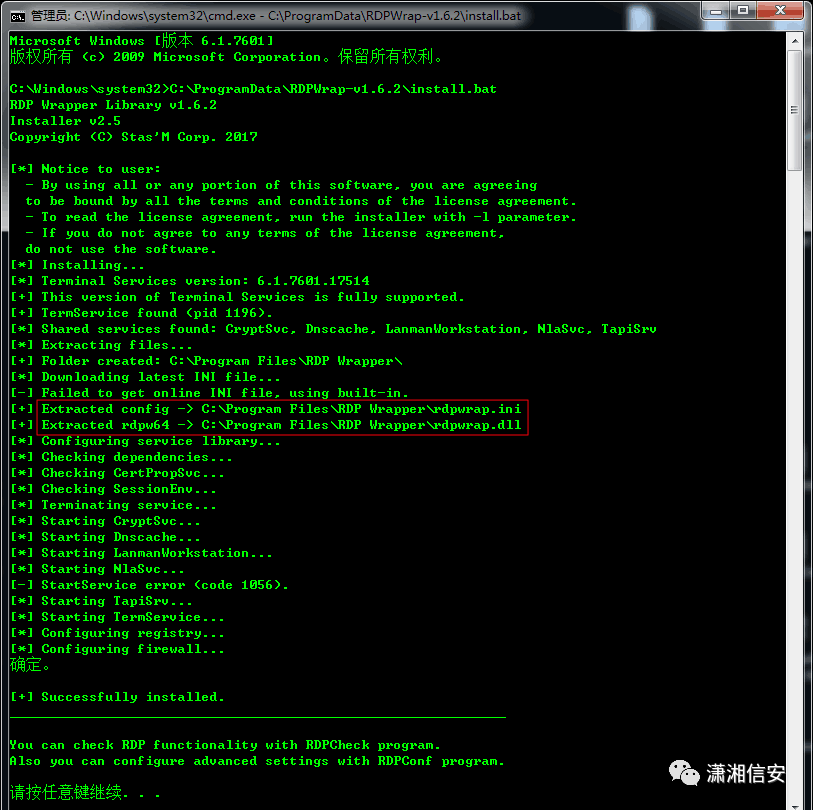 管理员: C:\Windows\system32\cmd.exe - C:\ProgramData\RDPWrap-v1.6.2\install.bat
Microsoft Windows [版本 6.1.7601]
版权所有 (c) 2009 Microsoft Corporation。保留所有权利。
C:\Windows\system32>C:\ProgramData\RDPWrap-v1.6.2\install.bat
RDP Wrapper Library v1.6.2
Installer v2.5
Copyright (C) Stas'M Corp. 2017
[*] Notice to user:
- By using all or any portion of this software, you are agreeing
to be bound by all the terms and conditions of the license agreement.
- To read the license agreement, run the installer with -l parameter.
- If you do not agree to any terms of the license agreement,
do not use the software.
[*] Installing...
[*] Terminal Services version: 6.1.7601.17514
[+] This version of Terminal Services is fully supported.
[+] TermService found (pid 1196).
[*] Shared services found: CryptSvc, Dnscache, LanmanWorkstation, NlaSvc, TapiSrv
[*] Extracting files...
[+] Folder created: C:\Program Files\RDP Wrapper\
[*] Downloading latest INI file...
[-] Failed to get online INI file, using built-in.
[+] Extracted config -> C:\Program Files\RDP Wrapper\rdpwrap.ini
[+] Extracted rdpw64 -> C:\Program Files\RDP Wrapper\rdpwrap.dll
[*] Configuring service library...
[*] Checking dependencies...
[*] Checking CertPropSvc...
[*] Checking SessionEnv...
[*] Terminating service...
[*] Starting CryptSvc...
[*] Starting Dnscache...
[*] Starting LanmanWorkstation...
[*] Starting NlaSvc...
[-] StartService error (code 1056).
[*] Starting TapiSrv...
[*] Starting TermService...
[*] Configuring registry...
[*] Configuring firewall...
确定。
[+] Successfully installed.
You can check RDP functionality with RDPCheck program.
Also you can configure advanced settings with RDPConf program.
请按任意键继续. . .
潇湘信安